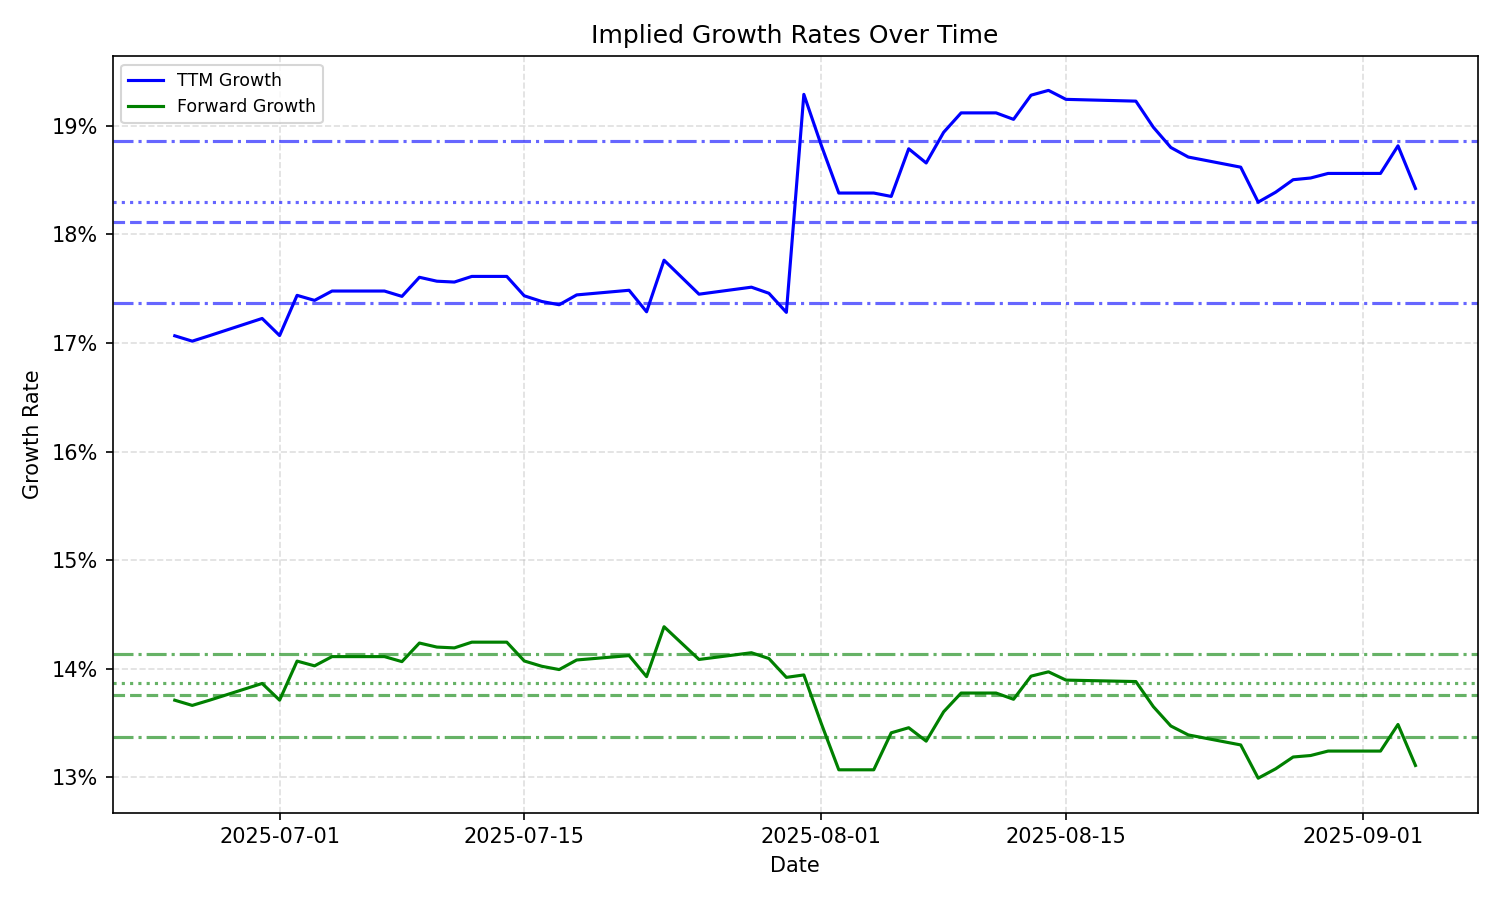 Implied Growth Rates Over Time
TTM Growth
Forward Growth
19%
18%
17%
16%
15%
14%
13%
Growth Rate
2025-07-01
2025-07-15
2025-08-01
2025-08-15
2025-09-01
Date